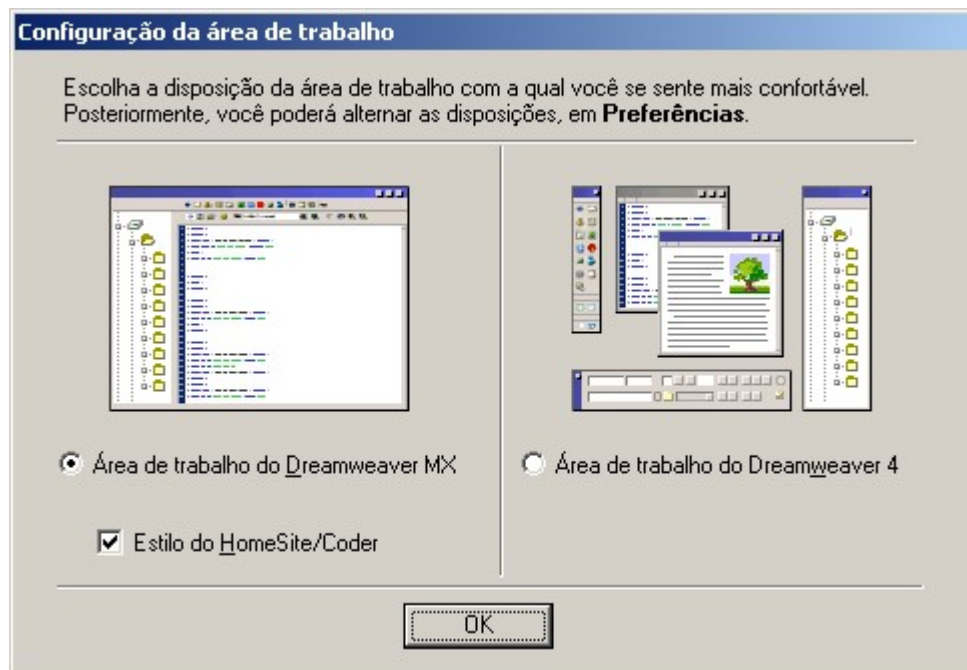 Configuração da área de trabalho
Escolha a disposição da área de trabalho com a qual você se sente mais confortável.
Posteriormente, você poderá alternar as disposições, em Preferências.
Área de trabalho do Dreamweaver MX
Área de trabalho do Dreamweaver 4
Estilo do HomeSite/Coder
OK